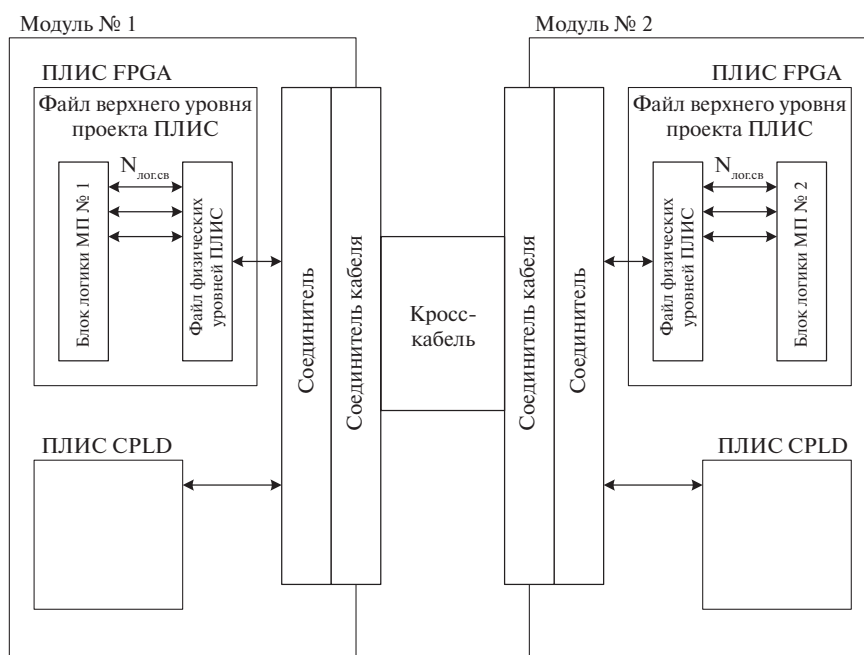 Модуль № 1
ПЛИС FPGA
Файл верхнего уровня
проекта ПЛИС
Nлог.св
Блок логики МП № 1
Файл физических
уровней ПЛИС
ПЛИС CPLD
Соединитель
Соединитель кабеля
Кросс-
кабель
Модуль № 2
ПЛИС FPGA
Файл верхнего уровня
проекта ПЛИС
Nлог.св
Соединитель кабеля
Соединитель
Файл физических
уровней ПЛИС
Блок логики МП № 2
ПЛИС CPLD